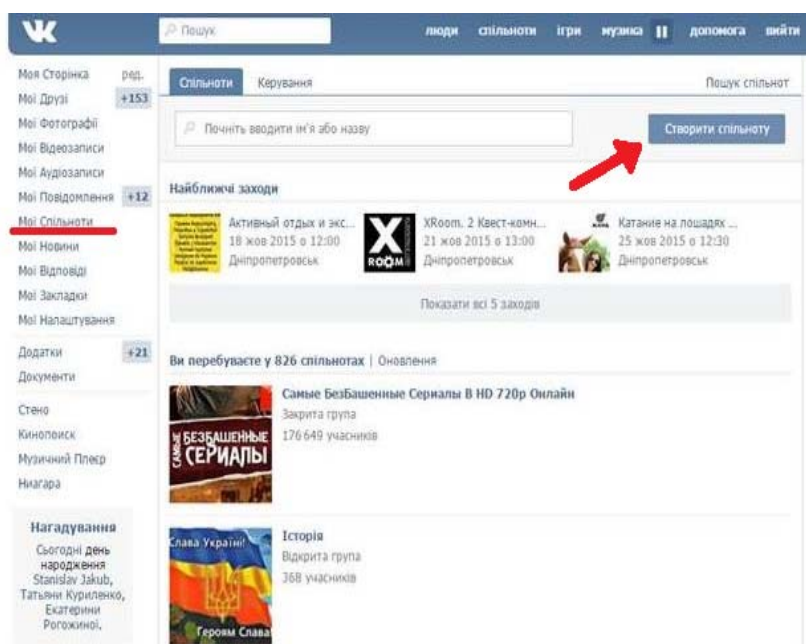 Пошук
люди спільноти ігри музика допомога вийти
Моя Сторінка ред.
Мої Друзі +153
Мої Фотографії
Мої Відеозаписи
Мої Аудіозаписи
Мої Повідомлення +12
Мої Спільноти
Мої Новини
Мої Відповіді
Мої Закладки
Мої Налаштування
Додатки +21
Документи
Стено
Кинопоиск
Музичний Плеєр
Ниагара
Нагадування
Сьогодні день
народження
Stanislav Jakub,
Татьяни Куриленко,
Екатерини
Рогожиної.
Спільноти Керування Пошук спільнот
Почніть вводити ім'я або назву
Створити спільноту
Найближчі заходи
Активный отдых и экс...
18 жов 2015 о 12:00
Дніпропетровськ
X
ROOM
XRoom. 2 Квест-комн...
21 жов 2015 о 13:00
Дніпропетровськ
Катание на лошадях ...
25 жов 2015 о 12:30
Дніпропетровськ
Показати всі 5 заходів
Ви перебуваєте у 826 спільнотах | Оновлення
САМЫЕ
БЕЗБАШЕННЫЕ
СЕРИАЛЫ
Самые БезБашенные Сериалы В HD 720p Онлайн
Закрита група
176 649 учасників
Слава Україні!
Героям Слава
Історія
Відкрита група
368 учасників